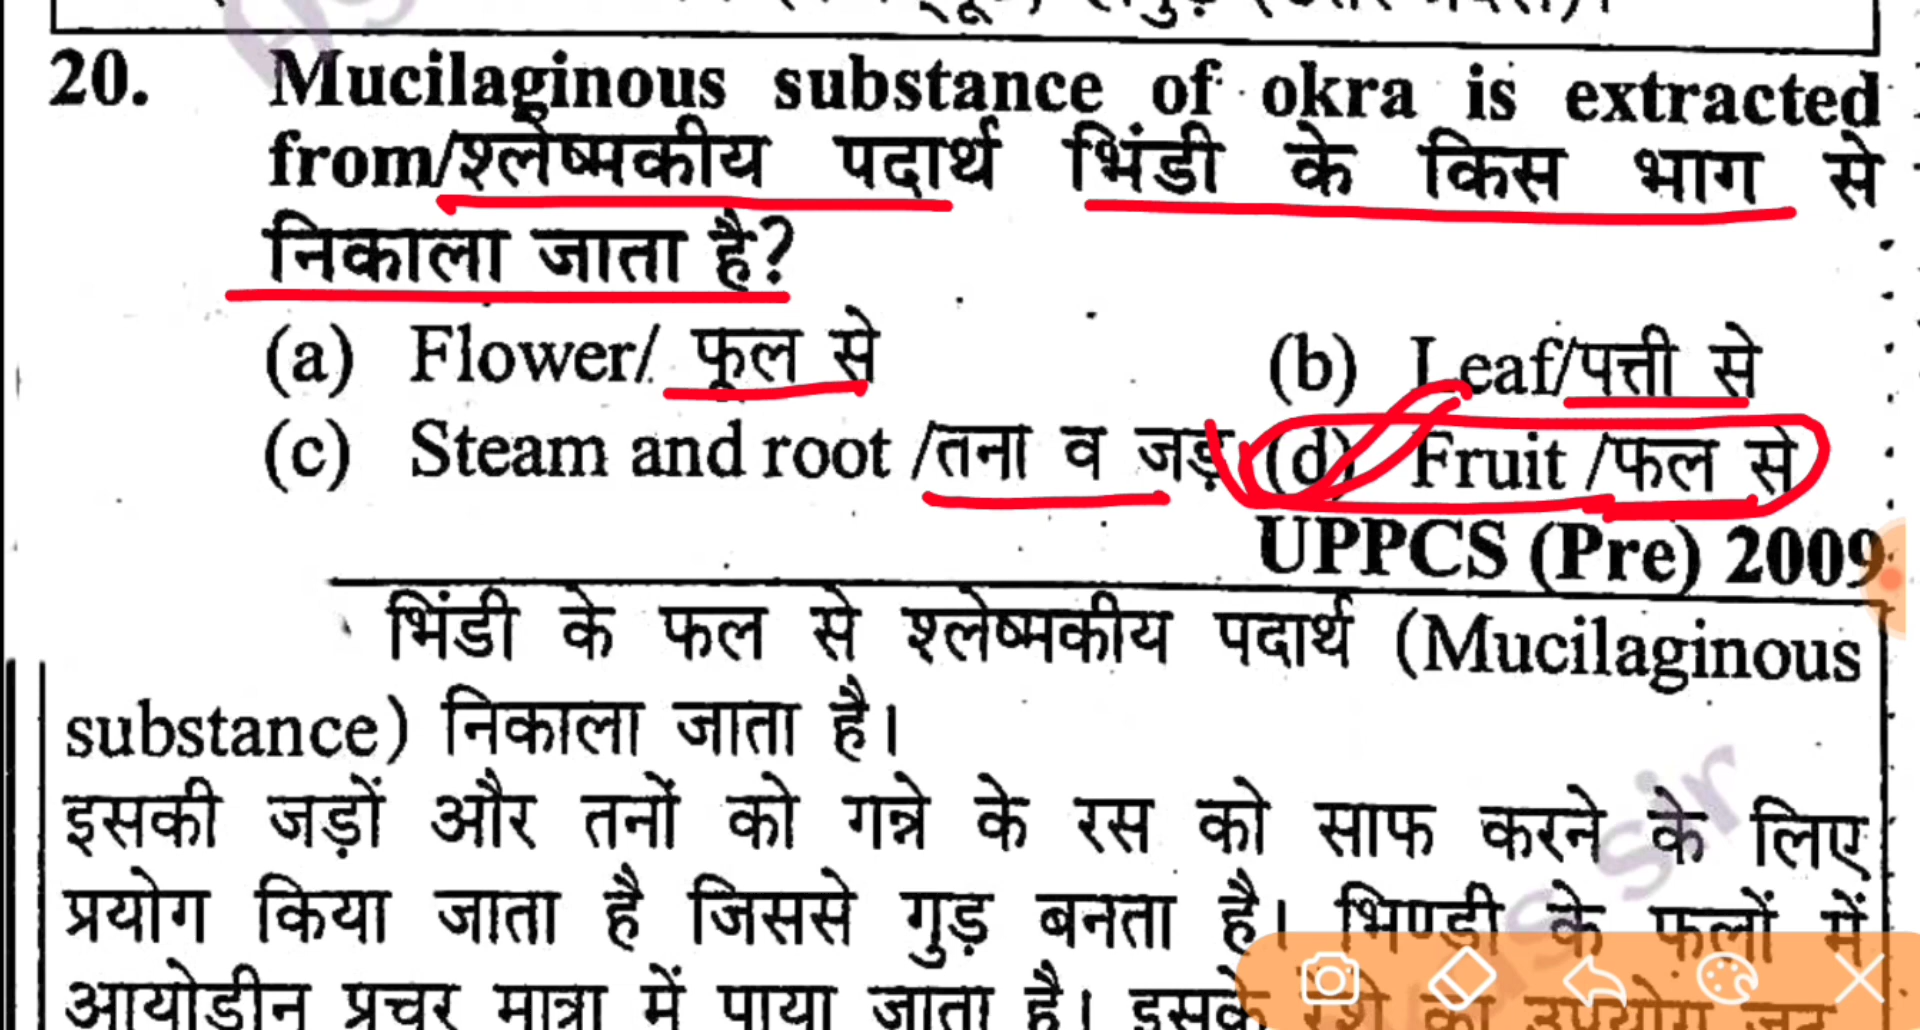 20. Mucilaginous substance of okra is extracted
from/श्लेष्मकीय पदार्थ भिंडी के किस भाग से
निकाला जाता है?
(a) Flower/ फूल से (b) Leaf/पत्ती से
(c) Steam and root /तना व जड़ (d) Fruit /फल से
UPPCS (Pre) 2009
भिंडी के फल से श्लेष्मकीय पदार्थ (Mucilaginous
substance) निकाला जाता है।
इसकी जड़ों और तनों को गन्ने के रस को साफ करने के लिए
प्रयोग किया जाता है जिससे गुड़ बनता है। भिण्डी के फलों में
आयोडीन प्रचुर मात्रा में पाया जाता है। इसके रेशे का उपयोग जूट
sir